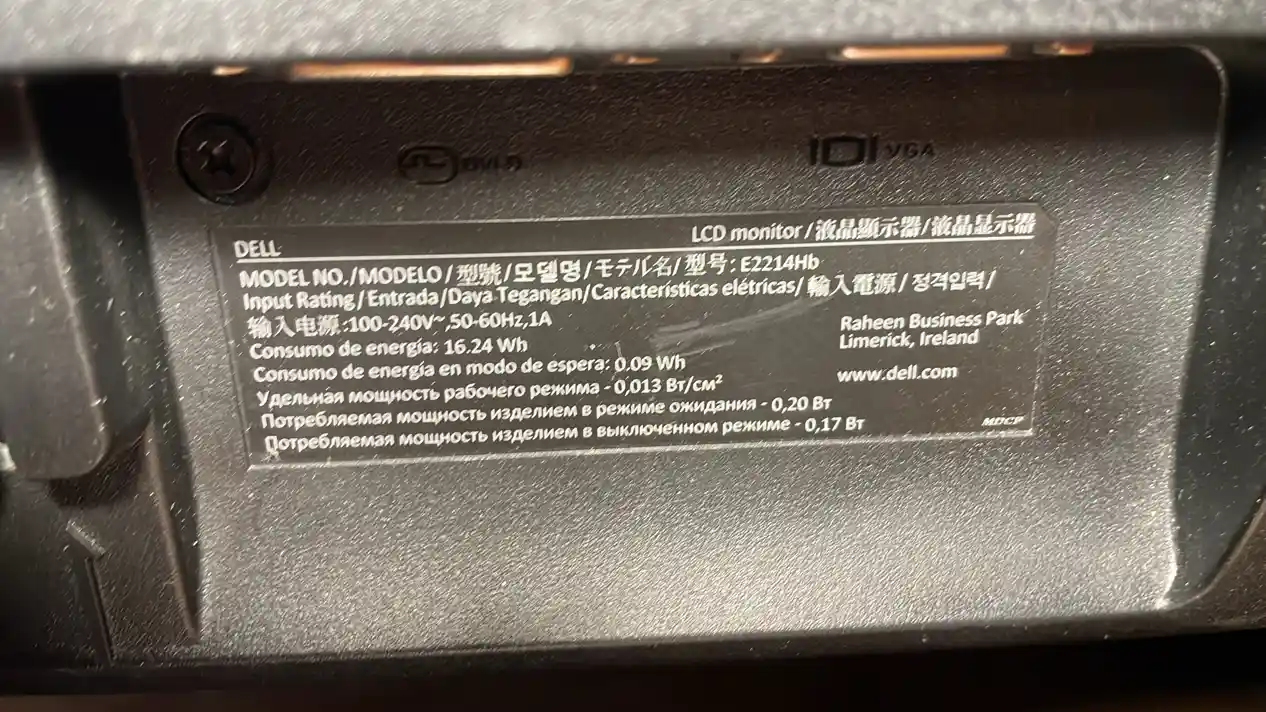 DVI-D
VGA
DELL
LCD monitor/液晶顯示器/液晶显示器
MODEL NO./MODELO/型號/모델명/モデル名/型号: E2214Hb
Input Rating/Entrada/Daya Tegangan/Características elétricas/輸入電源/정격입력/
输入电源:100-240V~,50-60Hz,1A
Consumo de energía: 16.24 Wh
Consumo de energía en modo de espera: 0.09 Wh
Удельная мощность рабочего режима - 0,013 Вт/см²
Потребляемая мощность изделием в режиме ожидания - 0,20 Вт
Потребляемая мощность изделием в выключенном режиме - 0,17 Вт
Raheen Business Park
Limerick, Ireland
www.dell.com
MDCP